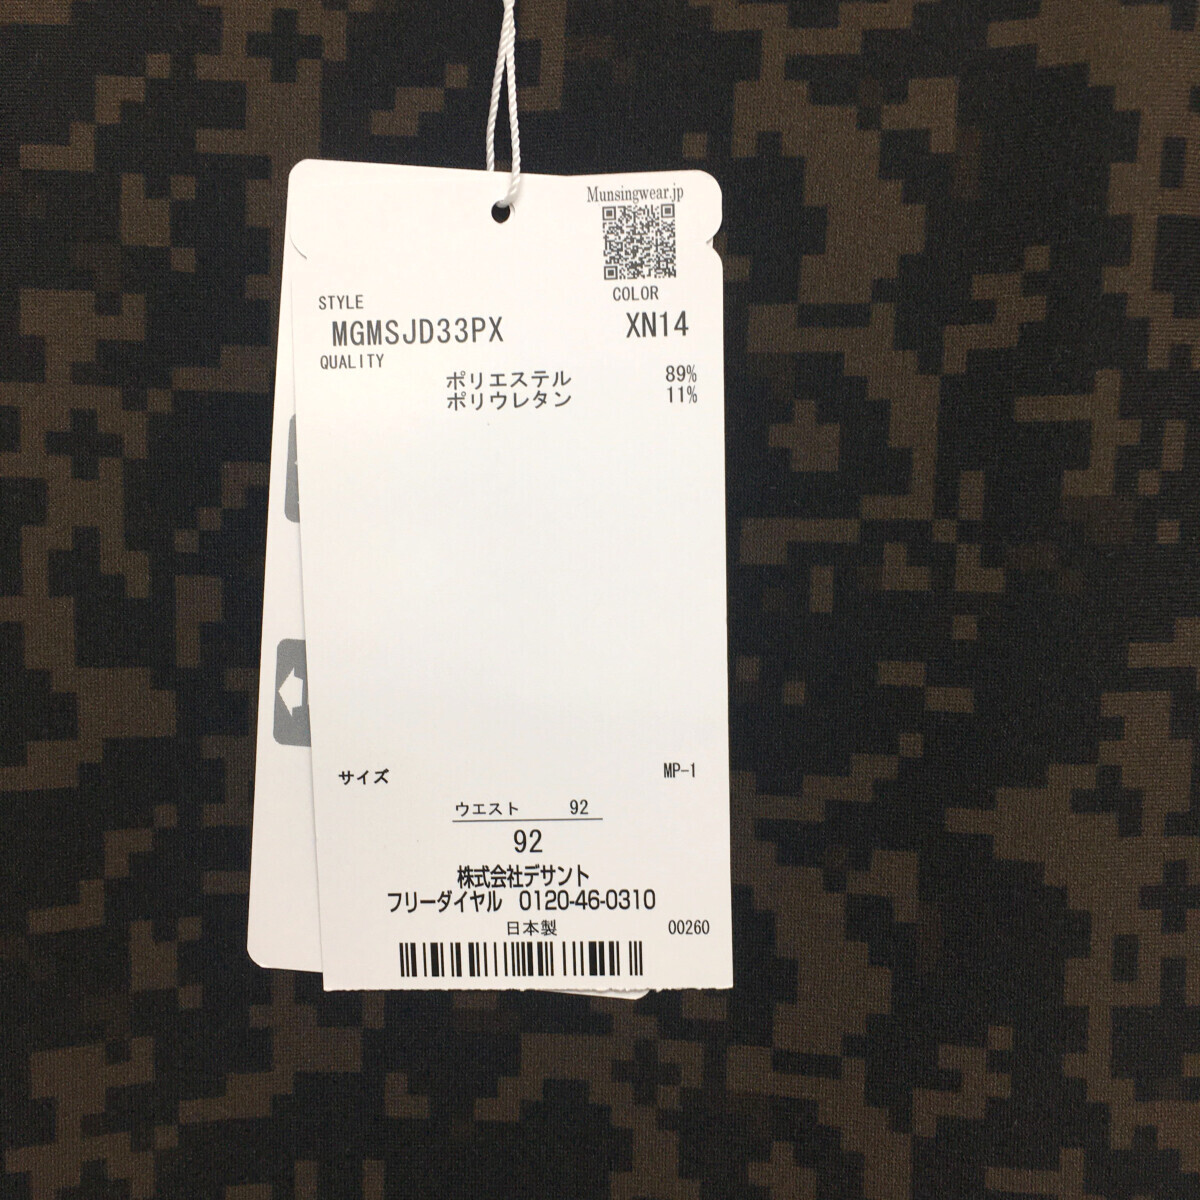 Munsingwear.jp
STYLE
COLOR
MGMSJD33PX
XN14
QUALITY
ポリエステル 89%
ポリウレタン 11%
サイズ
MP-1
ウエスト 92
92
株式会社デサント
フリーダイヤル 0120-46-0310
日本製
00260